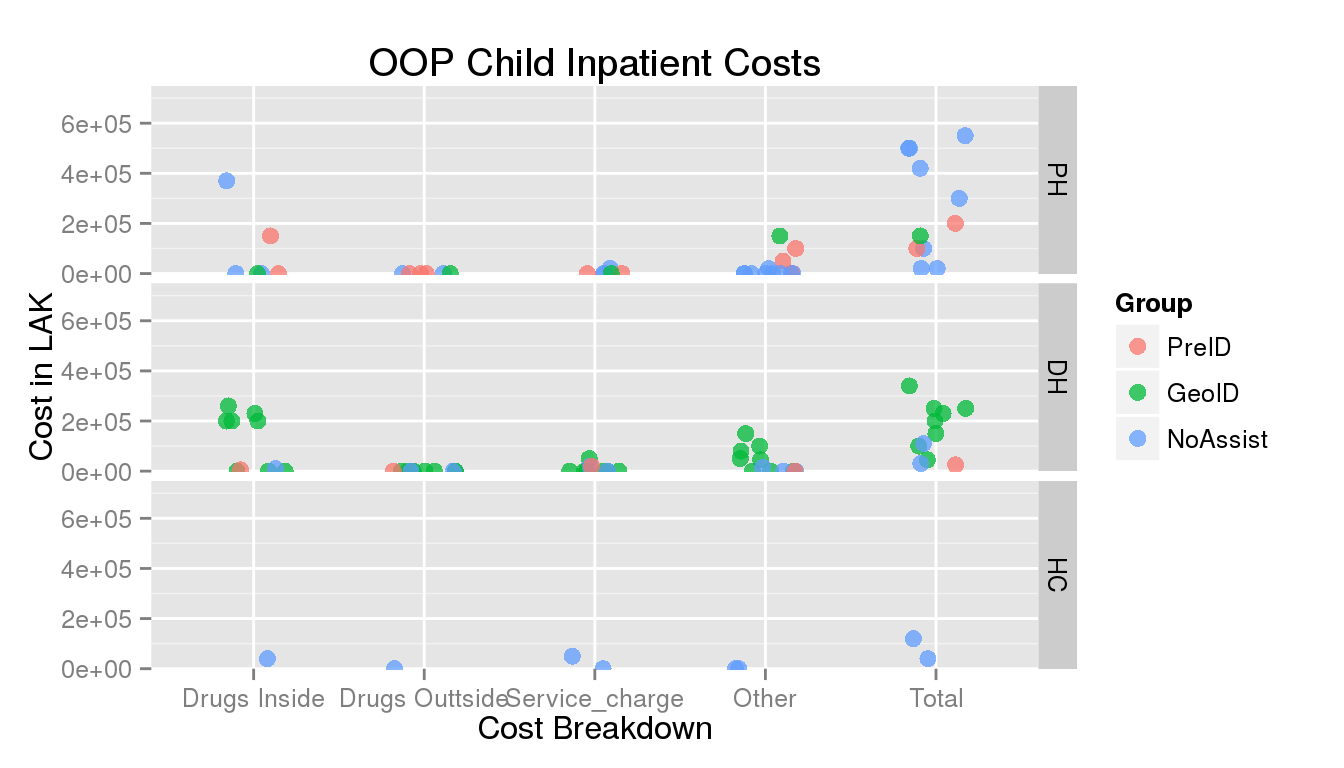 OOP Child Inpatient Costs
6e+05
4e+05
2e+05
0e+00
PH
6e+05
4e+05
2e+05
0e+00
DH
6e+05
4e+05
2e+05
0e+00
HC
Cost in LAK
Drugs Inside Drugs Outtside Service_charge Other Total
Cost Breakdown
Group
PreID
GeoID
NoAssist